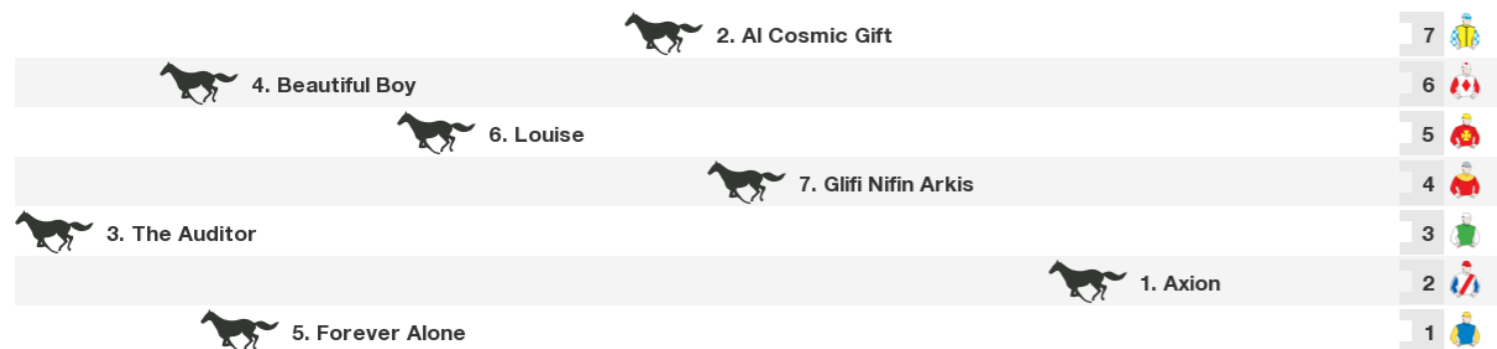 2. Al Cosmic Gift 7
4. Beautiful Boy 6
6. Louise 5
7. Glifi Nifin Arkis 4
3. The Auditor 3
1. Axion 2
5. Forever Alone 1